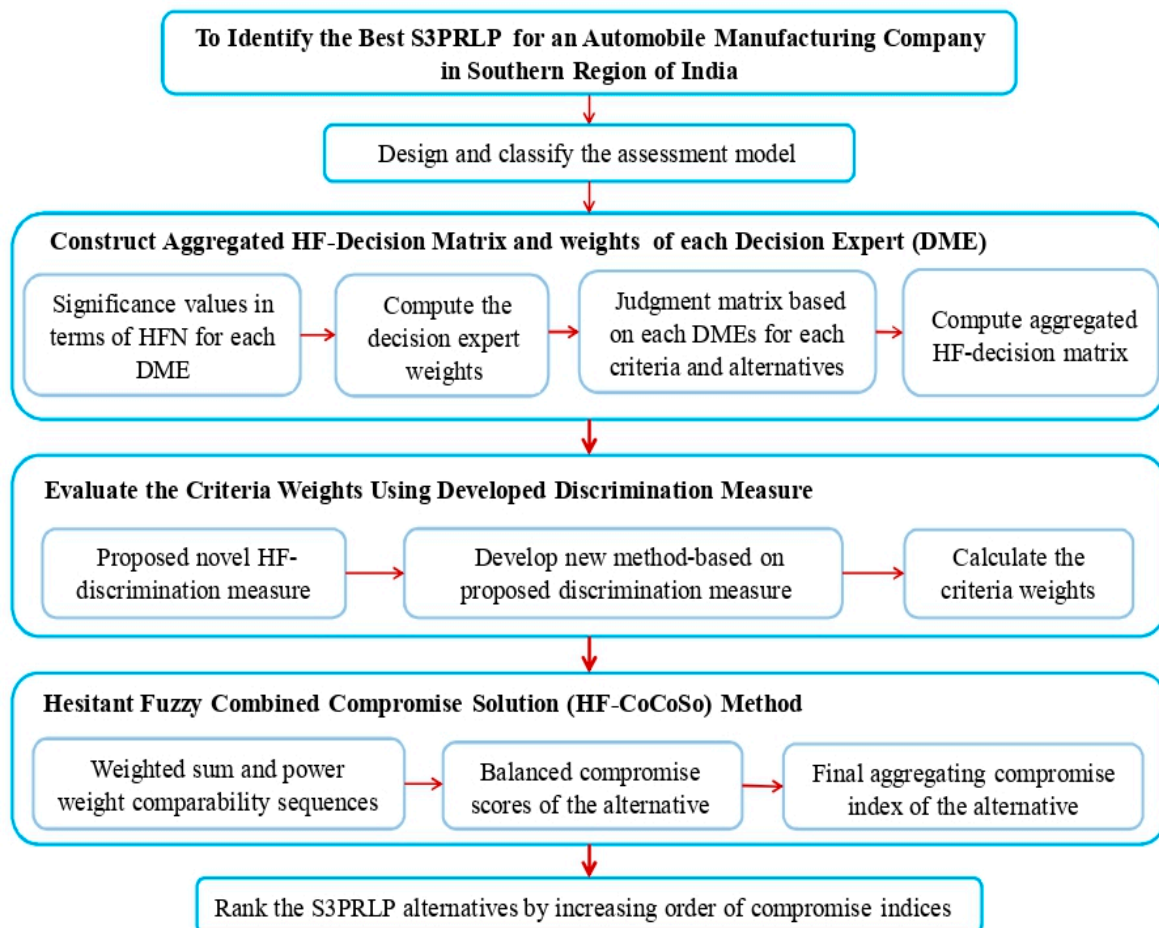 To Identify the Best S3PRLP for an Automobile Manufacturing Company
in Southern Region of India
Design and classify the assessment model
Construct Aggregated HF-Decision Matrix and weights of each Decision Expert (DME)
Significance values in
terms of HFN for each
DME
Compute the
decision expert
weights
Judgment matrix based
on each DMEs for each
criteria and alternatives
Compute aggregated
HF-decision matrix
Evaluate the Criteria Weights Using Developed Discrimination Measure
Proposed novel HF-
discrimination measure
Develop new method-based on
proposed discrimination measure
Calculate the
criteria weights
Hesitant Fuzzy Combined Compromise Solution (HF-CoCoSo) Method
Weighted sum and power
weight comparability sequences
Balanced compromise
scores of the alternative
Final aggregating compromise
index of the alternative
Rank the S3PRLP alternatives by increasing order of compromise indices